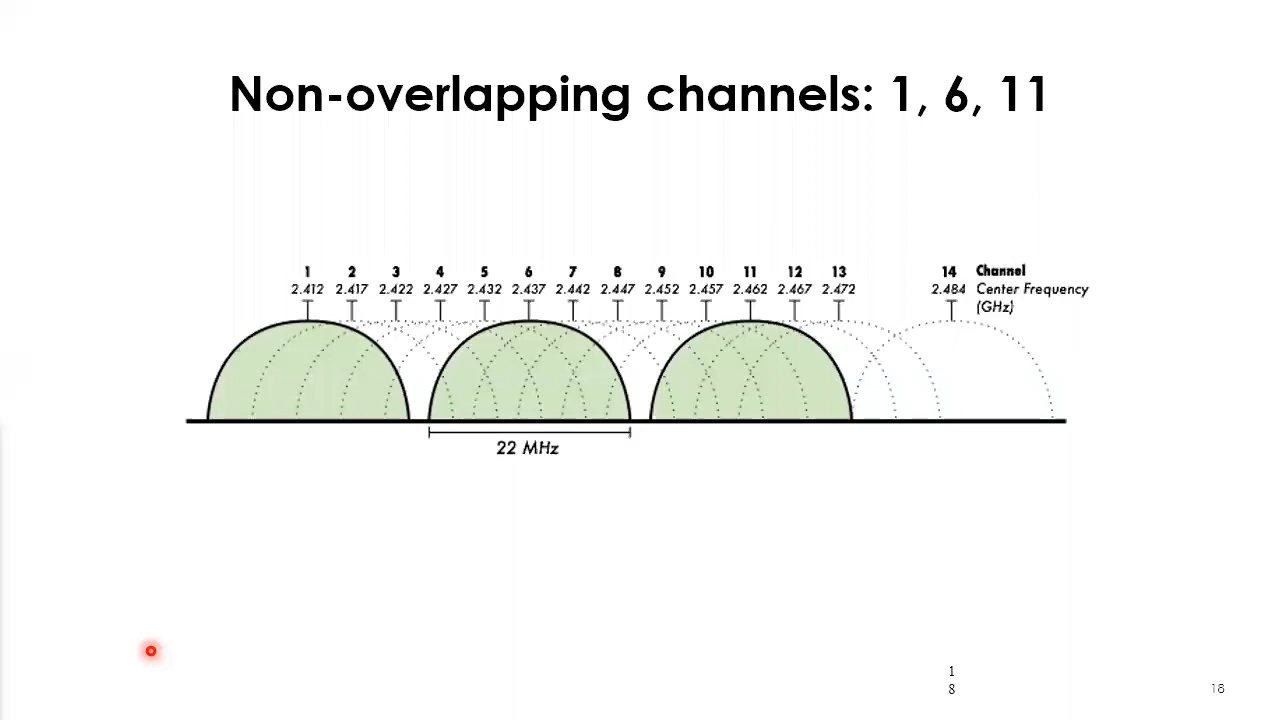 Non-overlapping channels: 1, 6, 11
1 2 3 4 5 6 7 8 9 10 11 12 13 14 Channel
2.412 2.417 2.422 2.427 2.432 2.437 2.442 2.447 2.452 2.457 2.462 2.467 2.472 2.484 Center Frequency
(GHz)
22 MHz
1
8
18